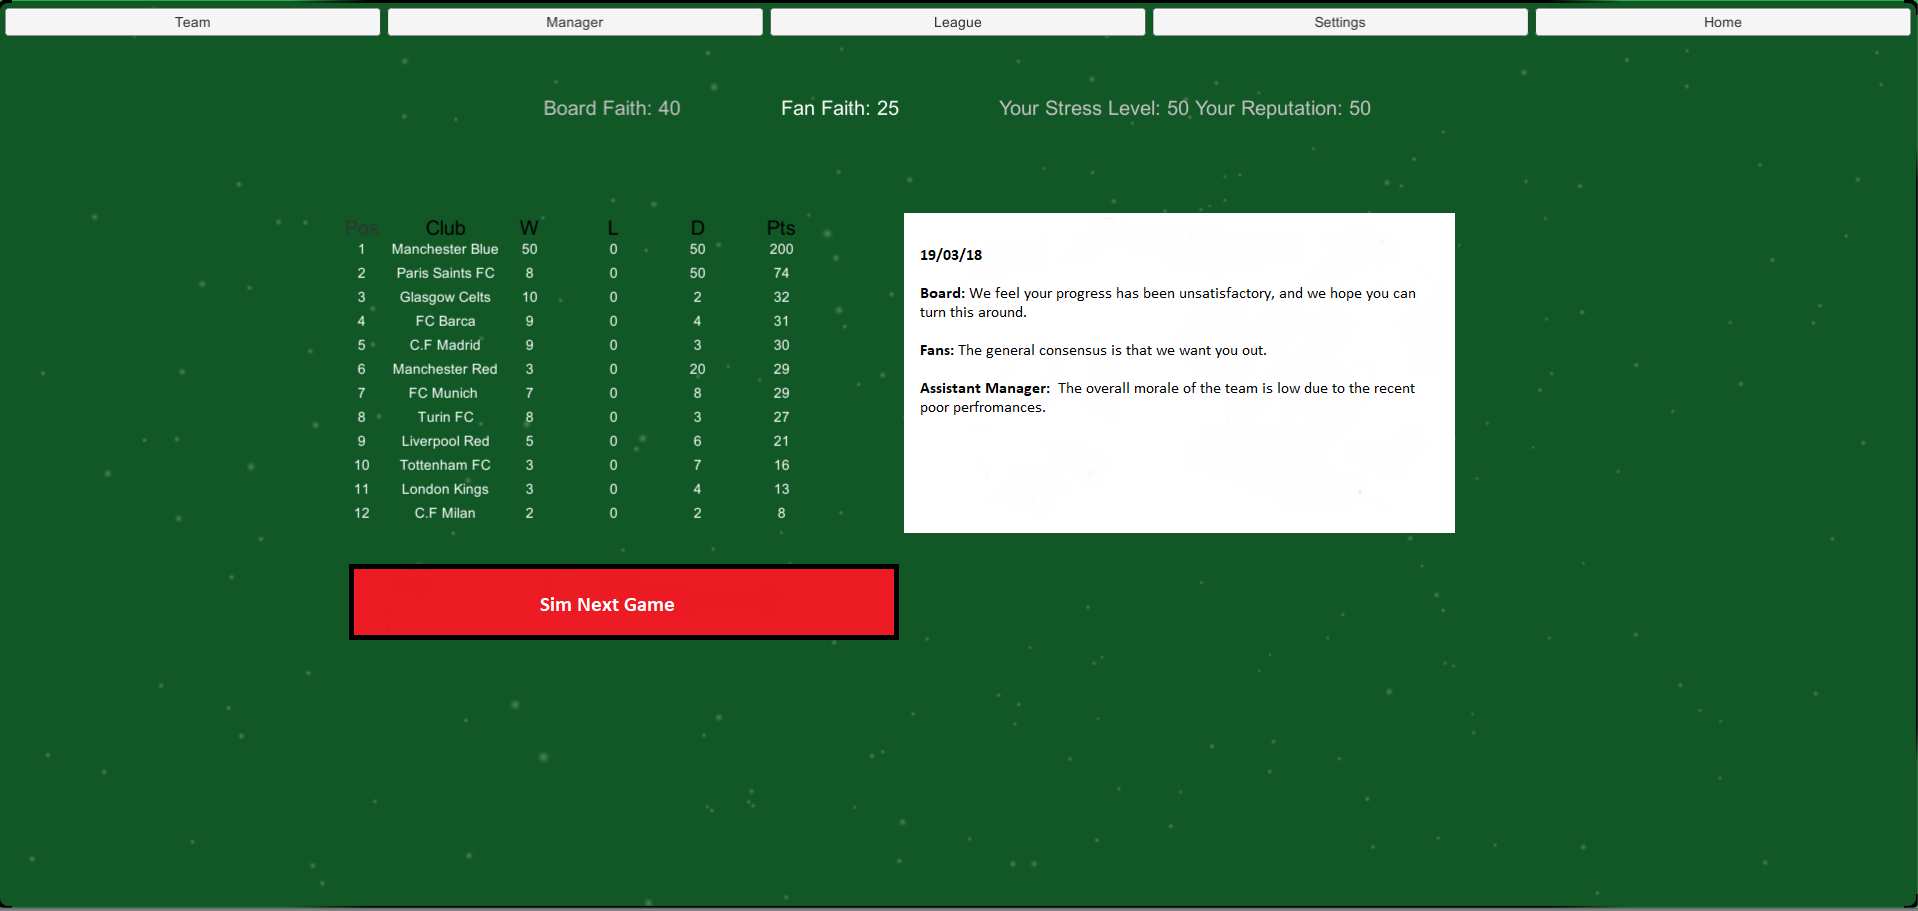 Team Manager League Settings Home
Board Faith: 40 Fan Faith: 25 Your Stress Level: 50 Your Reputation: 50
Pos Club W L D Pts
1 Manchester Blue 50 0 50 200
2 Paris Saints FC 8 0 50 74
3 Glasgow Celts 10 0 2 32
4 FC Barca 9 0 4 31
5 C.F Madrid 9 0 3 30
6 Manchester Red 3 0 20 29
7 FC Munich 7 0 8 29
8 Turin FC 8 0 3 27
9 Liverpool Red 5 0 6 21
10 Tottenham FC 3 0 7 16
11 London Kings 3 0 4 13
12 C.F Milan 2 0 2 8
19/03/18
Board: We feel your progress has been unsatisfactory, and we hope you can
turn this around.
Fans: The general consensus is that we want you out.
Assistant Manager: The overall morale of the team is low due to the recent
poor perfromances.
Sim Next Game